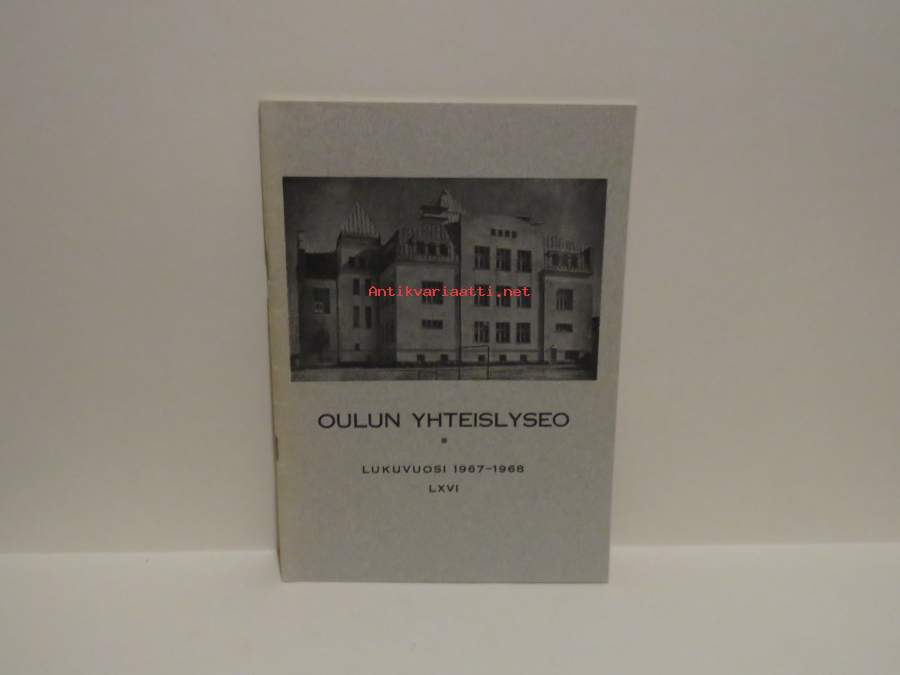 Antikvariaatti.net
OULUN YHTEISLYSEO
LUKUVUOSI 1967-1968
LXVI